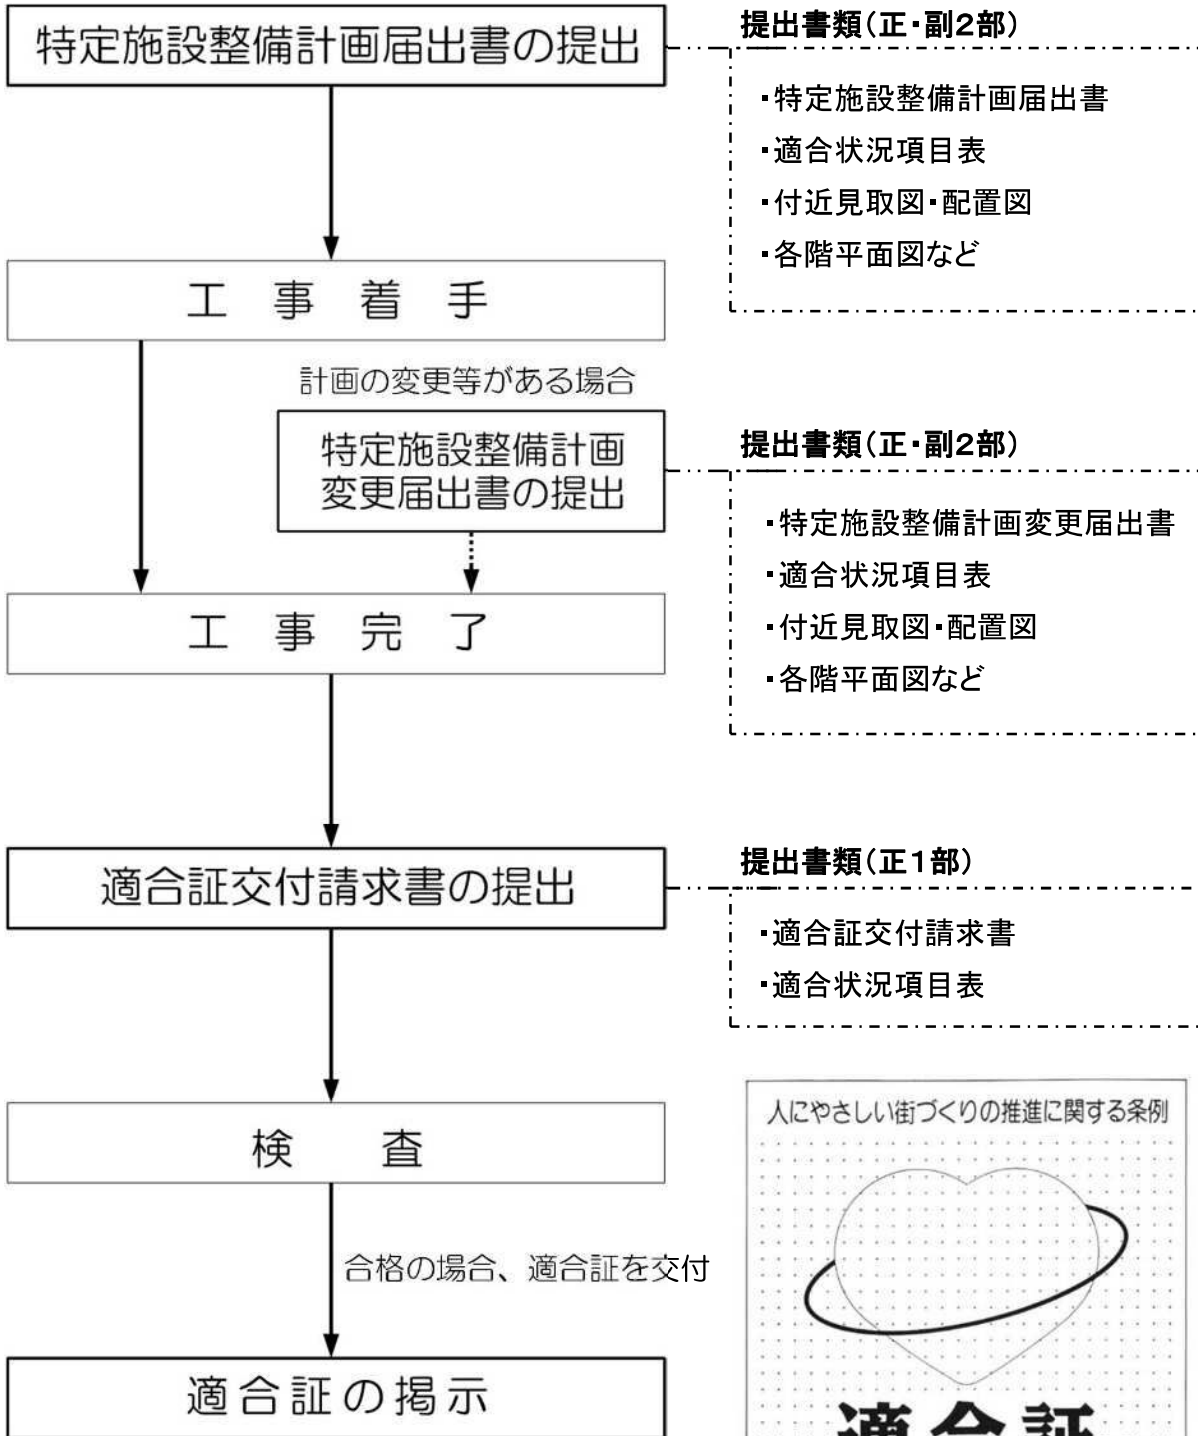 特定施設整備計画届出書の提出
提出書類(正・副2部)
・特定施設整備計画届出書
・適合状況項目表
・付近見取図・配置図
・各階平面図など
工事着手
計画の変更等がある場合
特定施設整備計画
変更届出書の提出
提出書類(正・副2部)
・特定施設整備計画変更届出書
・適合状況項目表
・付近見取図・配置図
・各階平面図など
工事完了
適合証交付請求書の提出
提出書類(正1部)
・適合証交付請求書
・適合状況項目表
検査
合格の場合、適合証を交付
適合証の掲示
人にやさしい街づくりの推進に関する条例
適合証